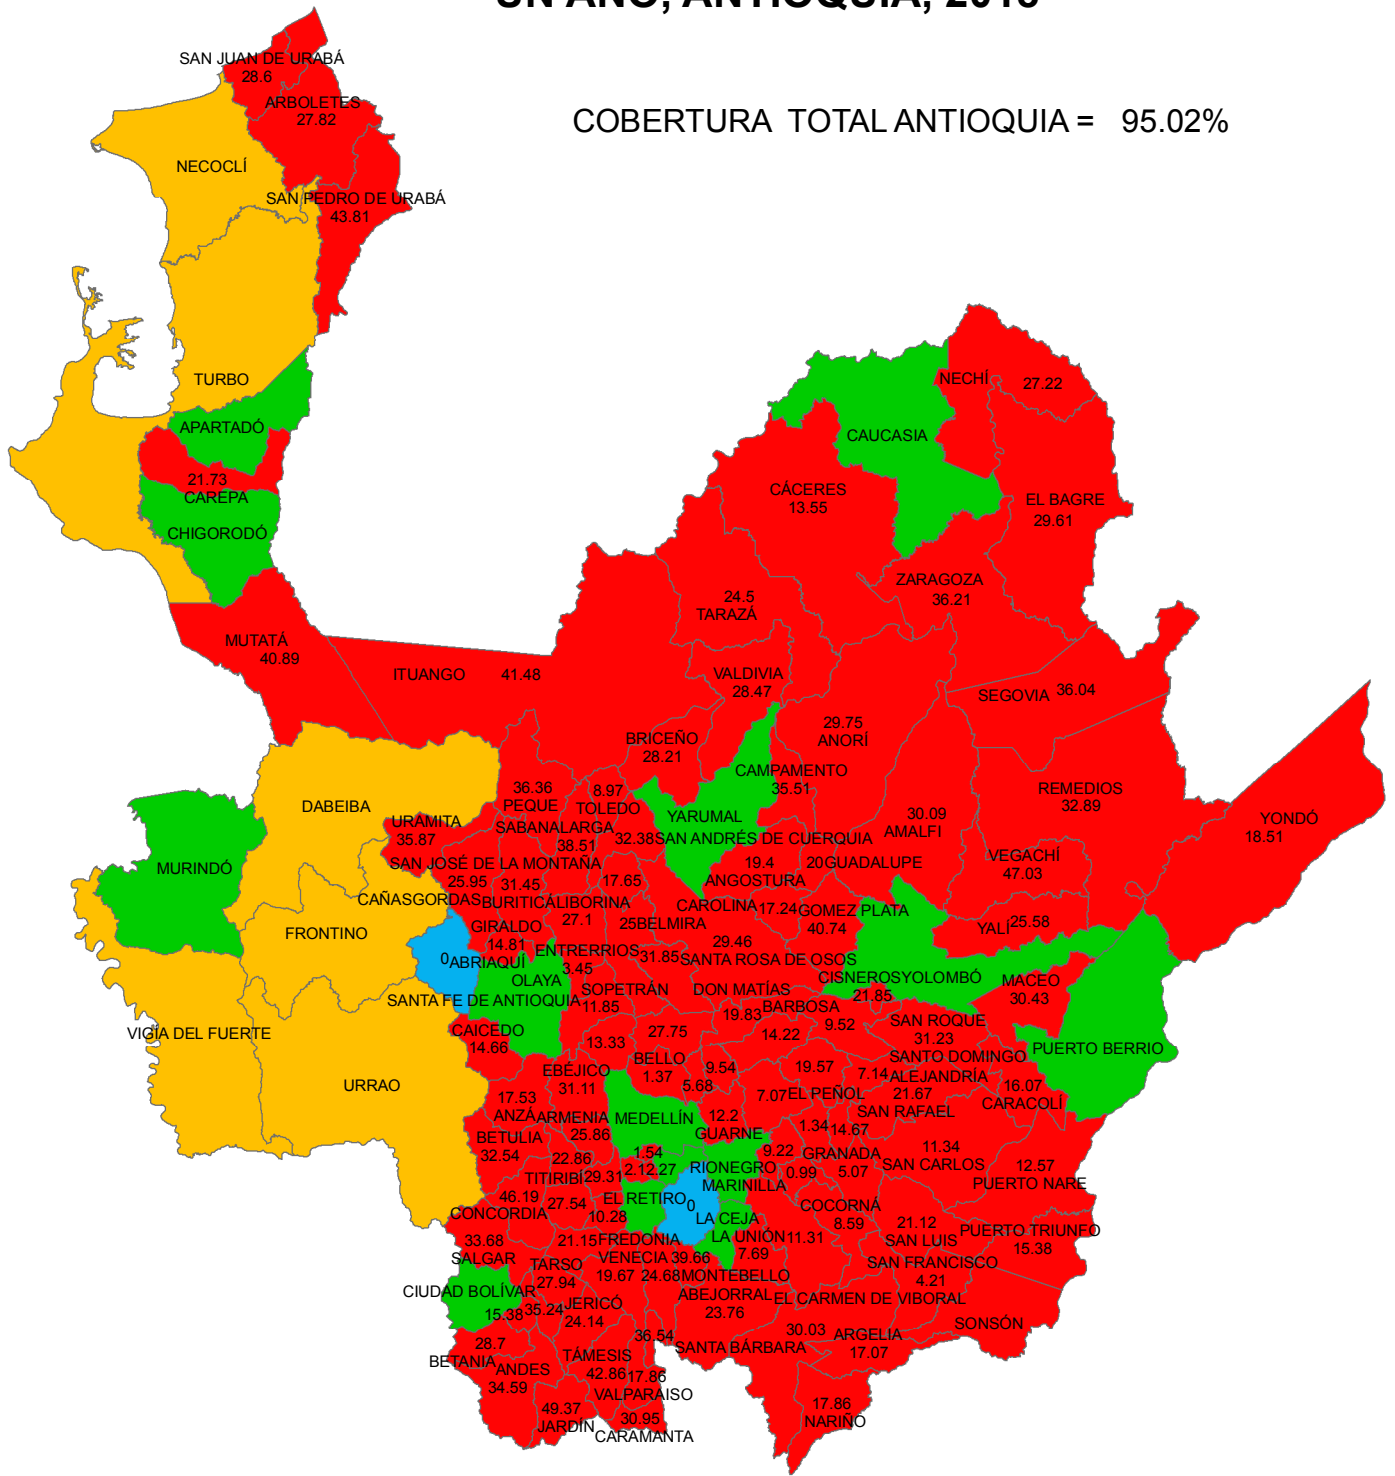 UN AÑO, ANTIOQUIA, 2016
SAN JUAN DE URABÁ
28.6
ARBOLETES
27.82
COBERTURA TOTAL ANTIOQUIA = 95.02%
NECOCLÍ
SAN PEDRO DE URABÁ
43.81
TURBO
NECHÍ
27.22
APARTADÓ
CAUCASIA
21.73
CAREPA
CÁCERES
13.55
EL BAGRE
29.61
CHIGORODÓ
ZARAGOZA
36.21
24.5
TARAZÁ
MUTATÁ
40.89
ITUANGO 41.48
VALDIVIA
28.47
SEGOVIA 36.04
29.75
ANORÍ
BRICEÑO
28.21
CAMPAMENTO
35.51
36.36
PEQUE
8.97
TOLEDO
REMEDIOS
32.89
DABEIBA
YARUMAL
30.09
AMALFI
YONDÓ
18.51
URAMITA
35.87
SABANALARGA
38.51
32.38 SAN ANDRÉS DE CUERQUIA
VEGACHÍ
47.03
SAN JOSÉ DE LA MONTAÑA
25.95
31.45
17.65
19.4
ANGOSTURA
20 GUADALUPE
MURINDÓ
CAÑASGORDAS
BURITICÁ
LIBORINA
27.1
CAROLINA 17.24
GOMEZ PLATA
40.74
25 BELMIRA
YALÍ 25.58
FRONTINO
GIRALDO
14.81
29.46
SANTA ROSA DE OSOS
ENTRERRIOS
3.45
31.85
0 ABRIAQUÍ
OLAYA
CISNEROS
21.85
YOLOMBÓ
MACEO
30.43
SANTA FE DE ANTIOQUIA
SOPETRÁN
11.85
DON MATÍAS
19.83
BARBOSA
14.22
9.52
VIGÍA DEL FUERTE
CAICEDO
14.66
13.33
27.75
SAN ROQUE
31.23
SANTO DOMINGO
PUERTO BERRIO
URRAO
EBÉJICO
31.11
BELLO
1.37
5.68
9.54
19.57
7.14
ALEJANDRÍA
21.67
16.07
CARACOLÍ
17.53
ANZÁ
ARMENIA
25.86
MEDELLÍN
12.2
GUARNE
7.07 EL PEÑOL
SAN RAFAEL
BETULIA
32.54
1.34
14.67
22.86
TITIRIBÍ
29.31
1.54
2.1
2.27
RIONEGRO
MARINILLA
9.22
0.99
GRANADA
5.07
11.34
SAN CARLOS
12.57
PUERTO NARE
46.19
CONCORDIA
27.54
10.28
EL RETIRO
0
LA CEJA
COCORNÁ
8.59
21.12
SAN LUIS
PUERTO TRIUNFO
15.38
33.68
SALGAR
21.15
FREDONIA
LA UNIÓN
7.69
11.31
TARSO
27.94
VENECIA
19.67
39.66
24.68
MONTEBELLO
SAN FRANCISCO
4.21
CIUDAD BOLÍVAR
15.38
35.24
JERICÓ
24.14
ABEJORRAL
23.76
EL CARMEN DE VIBORAL
SONSÓN
28.7
BETANIA
36.54
SANTA BÁRBARA
30.03
ARGELIA
17.07
ANDES
34.59
TÁMESIS
42.86
17.86
VALPARAISO
49.37
JARDÍN
30.95
CARAMANTA
17.86
NARIÑO